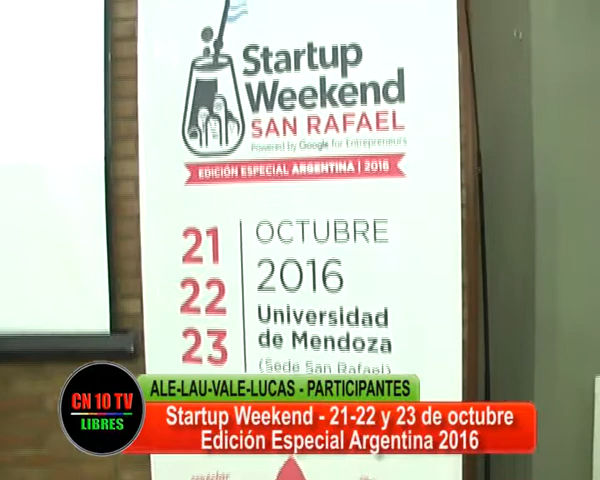 Startup
Weekend
SAN RAFAEL
Powered by Google for Entrepreneurs
EDICIÓN ESPECIAL ARGENTINA | 2016
21
22
23
OCTUBRE
2016
Universidad
de Mendoza
(Sede San Rafael)
CN 10 TV
LIBRES
ALE-LAU-VALE-LUCAS - PARTICIPANTES
Startup Weekend - 21-22 y 23 de octubre
Edición Especial Argentina 2016